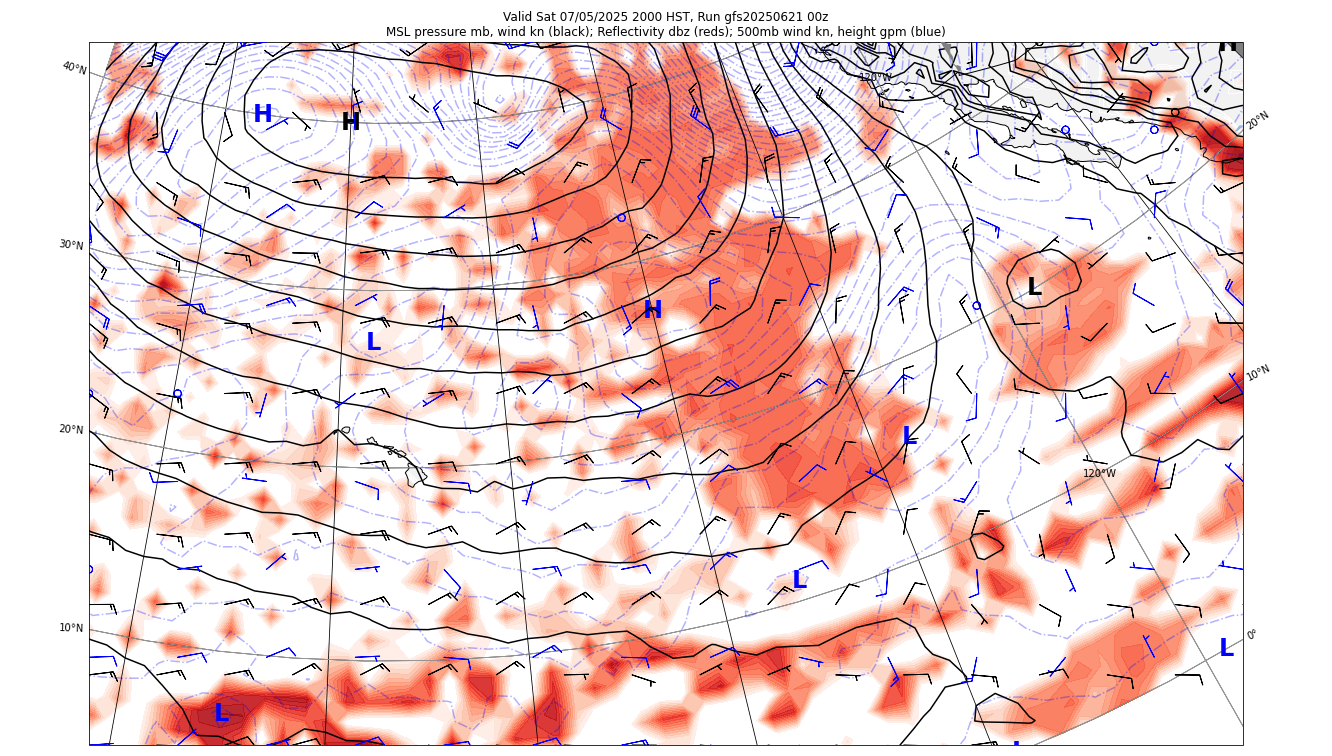 Valid Sat 07/05/2025 2000 HST, Run gfs20250621 00z
MSL pressure mb, wind kn (black); Reflectivity dbz (reds); 500mb wind kn, height gpm (blue)
H
40°N
120°W
H
H
20°N
30°N
L
H
L
10°N
20°N
L
120°W
L
10°N
0°
L
L
L